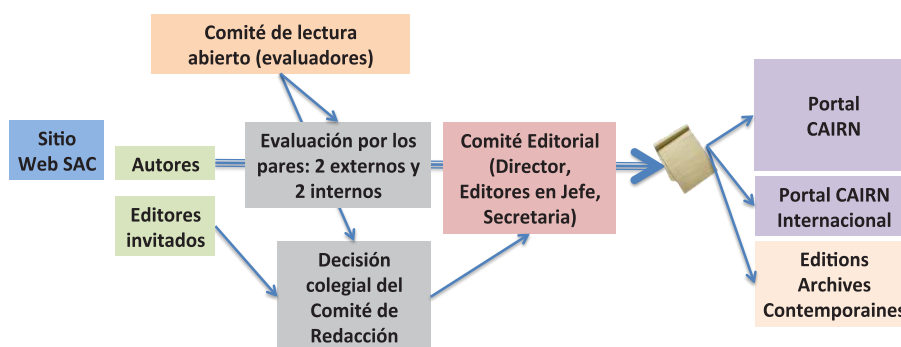 Comité de lectura
abierto (evaluadores)
Sitio
Web SAC
Autores
Editores
invitados
Evaluación por los
pares: 2 externos y
2 internos
Decisión
colegial del
Comité de
Redacción
Comité Editorial
(Director,
Editores en Jefe,
Secretaria)
Portal
CAIRN
Portal CAIRN
Internacional
Editions
Archives
Contemporaines